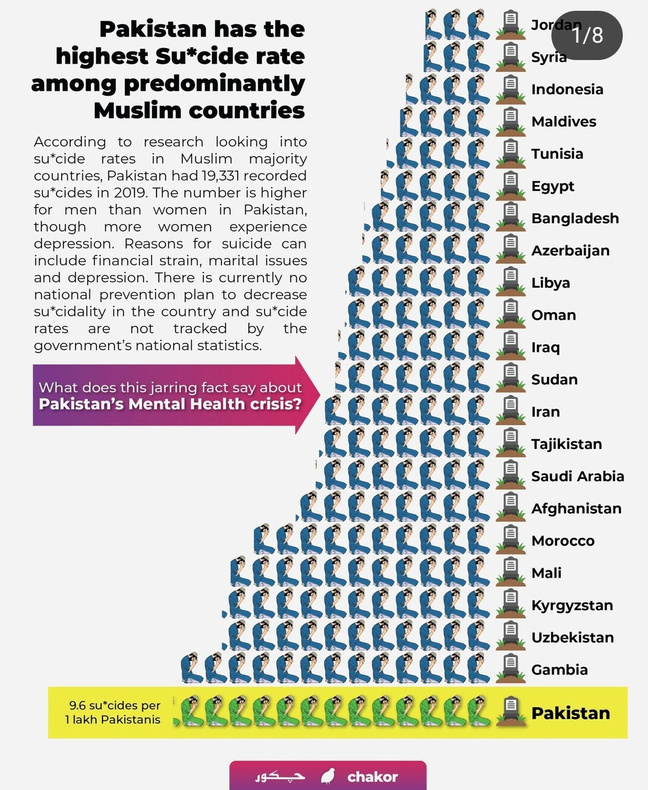 Pakistan has the
highest Su*cide rate
among predominantly
Muslim countries
According to research looking into
su*cide rates in Muslim majority
countries, Pakistan had 19,331 recorded
su*cides in 2019. The number is higher
for men than women in Pakistan,
though more women experience
depression. Reasons for suicide can
include financial strain, marital issues
and depression. There is currently no
national prevention plan to decrease
su*cidality in the country and su*cide
rates are not tracked by the
government's national statistics.
What does this jarring fact say about
Pakistan's Mental Health crisis?
1/8
Jordan
Syria
Indonesia
Maldives
Tunisia
Egypt
Bangladesh
Azerbaijan
Libya
Oman
Iraq
Sudan
Iran
Tajikistan
Saudi Arabia
Afghanistan
Morocco
Mali
Kyrgyzstan
Uzbekistan
Gambia
9.6 su*cides per
1 lakh Pakistanis
Pakistan
چکور chakor